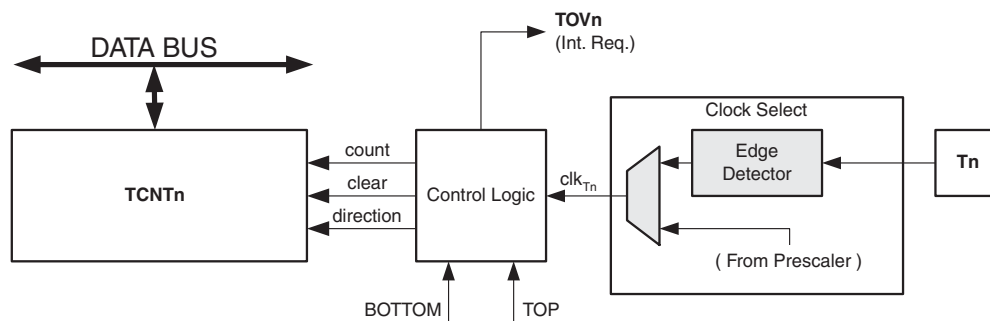 TOVn
(Int. Req.)
DATA BUS
Clock Select
count
Edge
Detector
Tn
TCNTn
clear
Control Logic
clkTn
direction
( From Prescaler )
BOTTOM
TOP